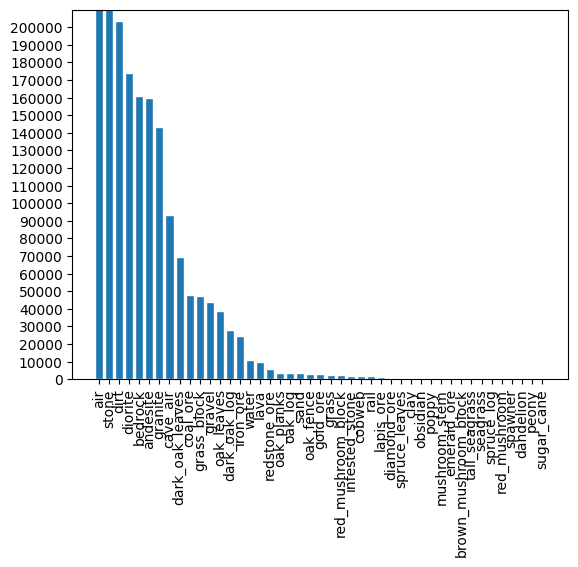 200000
190000
180000
170000
160000
150000
140000
130000
120000
110000
100000
90000
80000
70000
60000
50000
40000
30000
20000
10000
0
air
stone
dirt
diorite
bedrock
andesite
granite
cave_air
dark_oak_leaves
coal_ore
grass_block
gravel
oak_leaves
dark_oak_log
iron_ore
water
lava
redstone_ore
oak_planks
oak_log
sand
oak_fence
gold_ore
grass
red_mushroom_block
infested_stone
cobweb
rail
lapis_ore
diamond_ore
spruce_leaves
clay
obsidian
poppy
mushroom_stem
emerald_ore
brown_mushroom_block
tall_seagrass
seagrass
spruce_log
red_mushroom
spawner
dandelion
peony
sugar_cane